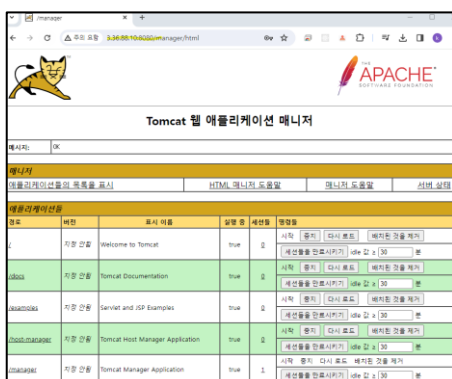 /manager
주의 요함 3.36.88.10:8080/manager/html
THE
APACHE
SOFTWARE FOUNDATION
Tomcat 웹 애플리케이션 매니저
메시지: OK
매니저
애플리케이션들의 목록을 표시 HTML 매니저 도움말 매니저 도움말 서버 상태
애플리케이션들
경로 버전 표시 이름 실행 중 세션들 명령들
/ 지정 안됨 Welcome to Tomcat true 0 시작 중지 다시 로드 배치된 것을 제거
세션들을 만료시키기 idle 값 ≥ 30 분
/docs 지정 안됨 Tomcat Documentation true 0 시작 중지 다시 로드 배치된 것을 제거
세션들을 만료시키기 idle 값 ≥ 30 분
/examples 지정 안됨 Servlet and JSP Examples true 0 시작 중지 다시 로드 배치된 것을 제거
세션들을 만료시키기 idle 값 ≥ 30 분
/host-manager 지정 안됨 Tomcat Host Manager Application true 0 시작 중지 다시 로드 배치된 것을 제거
세션들을 만료시키기 idle 값 ≥ 30 분
/manager 지정 안됨 Tomcat Manager Application true 1 시작 중지 다시 로드 배치된 것을 제거
세션들을 만료시키기 idle 값 ≥ 30 분